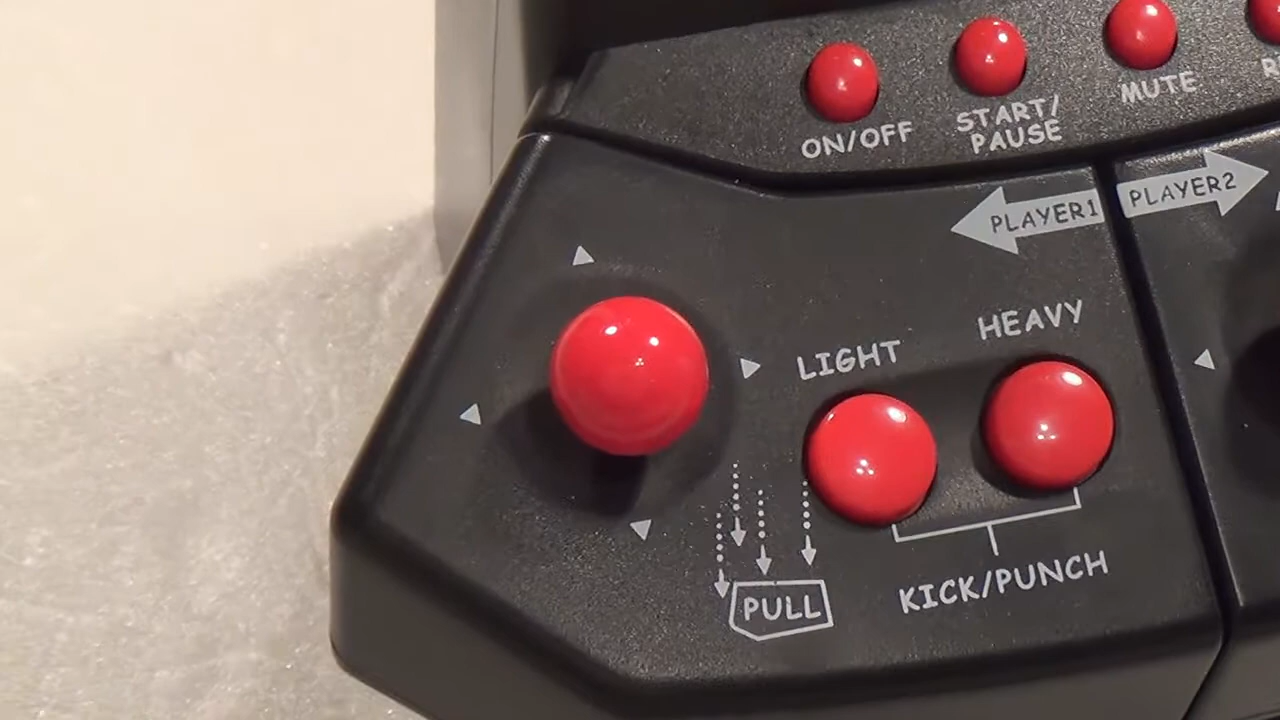 ON/OFF
START/
PAUSE
MUTE
PLAYER1
PLAYER2
LIGHT
HEAVY
PULL
KICK/PUNCH